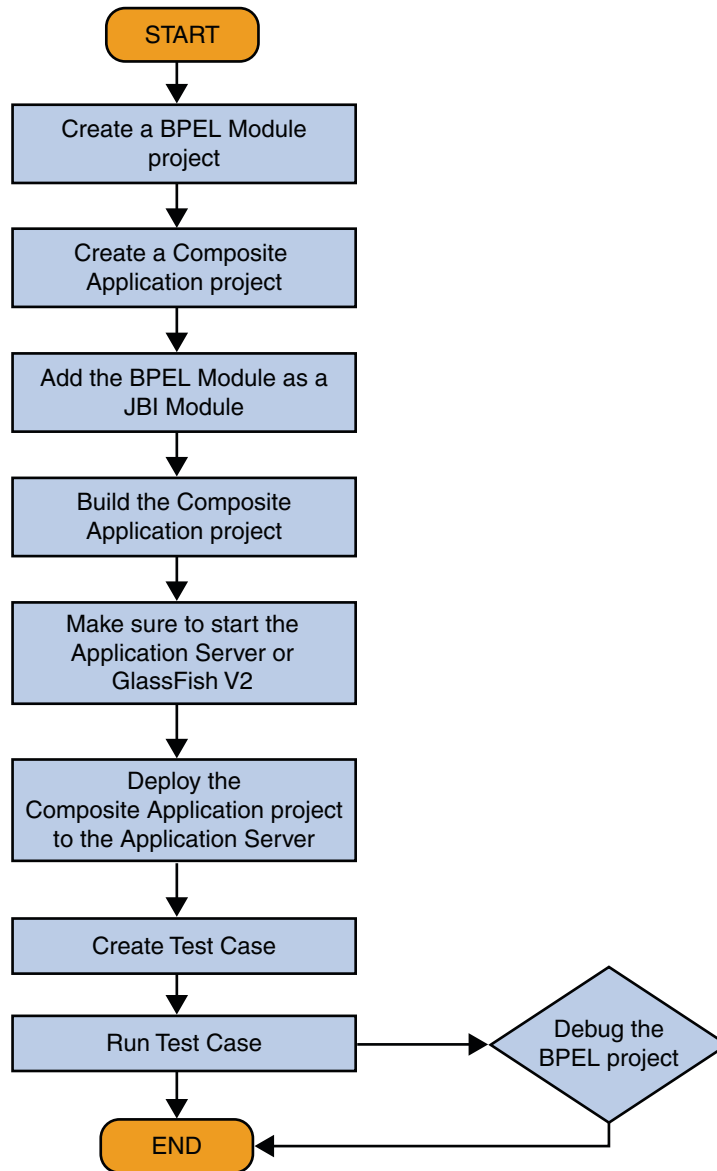 START
Create a BPEL Module
project
Create a Composite
Application project
Add the BPEL Module as a
JBI Module
Build the Composite
Application project
Make sure to start the
Application Server or
GlassFish V2
Deploy the
Composite Application project
to the Application Server
Create Test Case
Run Test Case
Debug the
BPEL project
END